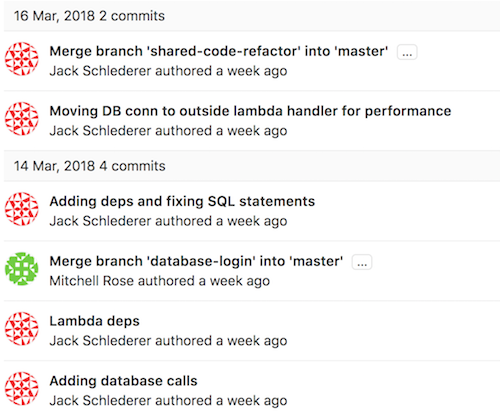 16 Mar, 2018 2 commits
Merge branch 'shared-code-refactor' into 'master' ...
Jack Schlederer authored a week ago
Moving DB conn to outside lambda handler for performance
Jack Schlederer authored a week ago
14 Mar, 2018 4 commits
Adding deps and fixing SQL statements
Jack Schlederer authored a week ago
Merge branch 'database-login' into 'master' ...
Mitchell Rose authored a week ago
Lambda deps
Jack Schlederer authored a week ago
Adding database calls
Jack Schlederer authored a week ago